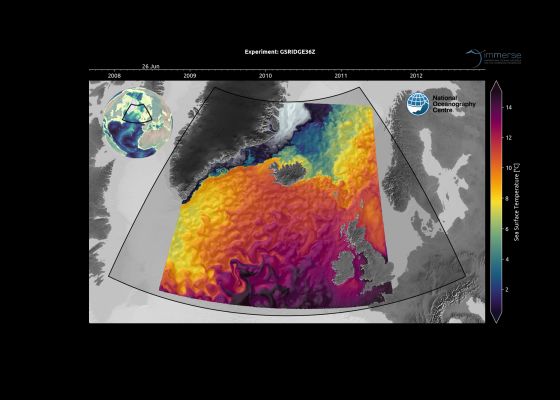 Experiment: GSRIDGE36Z
immerse
26 Jun
2008 2009 2010 2011 2012
National
Oceanography
Centre
14
12
10
8
6
4
2
Sea Surface Temperature [°C]